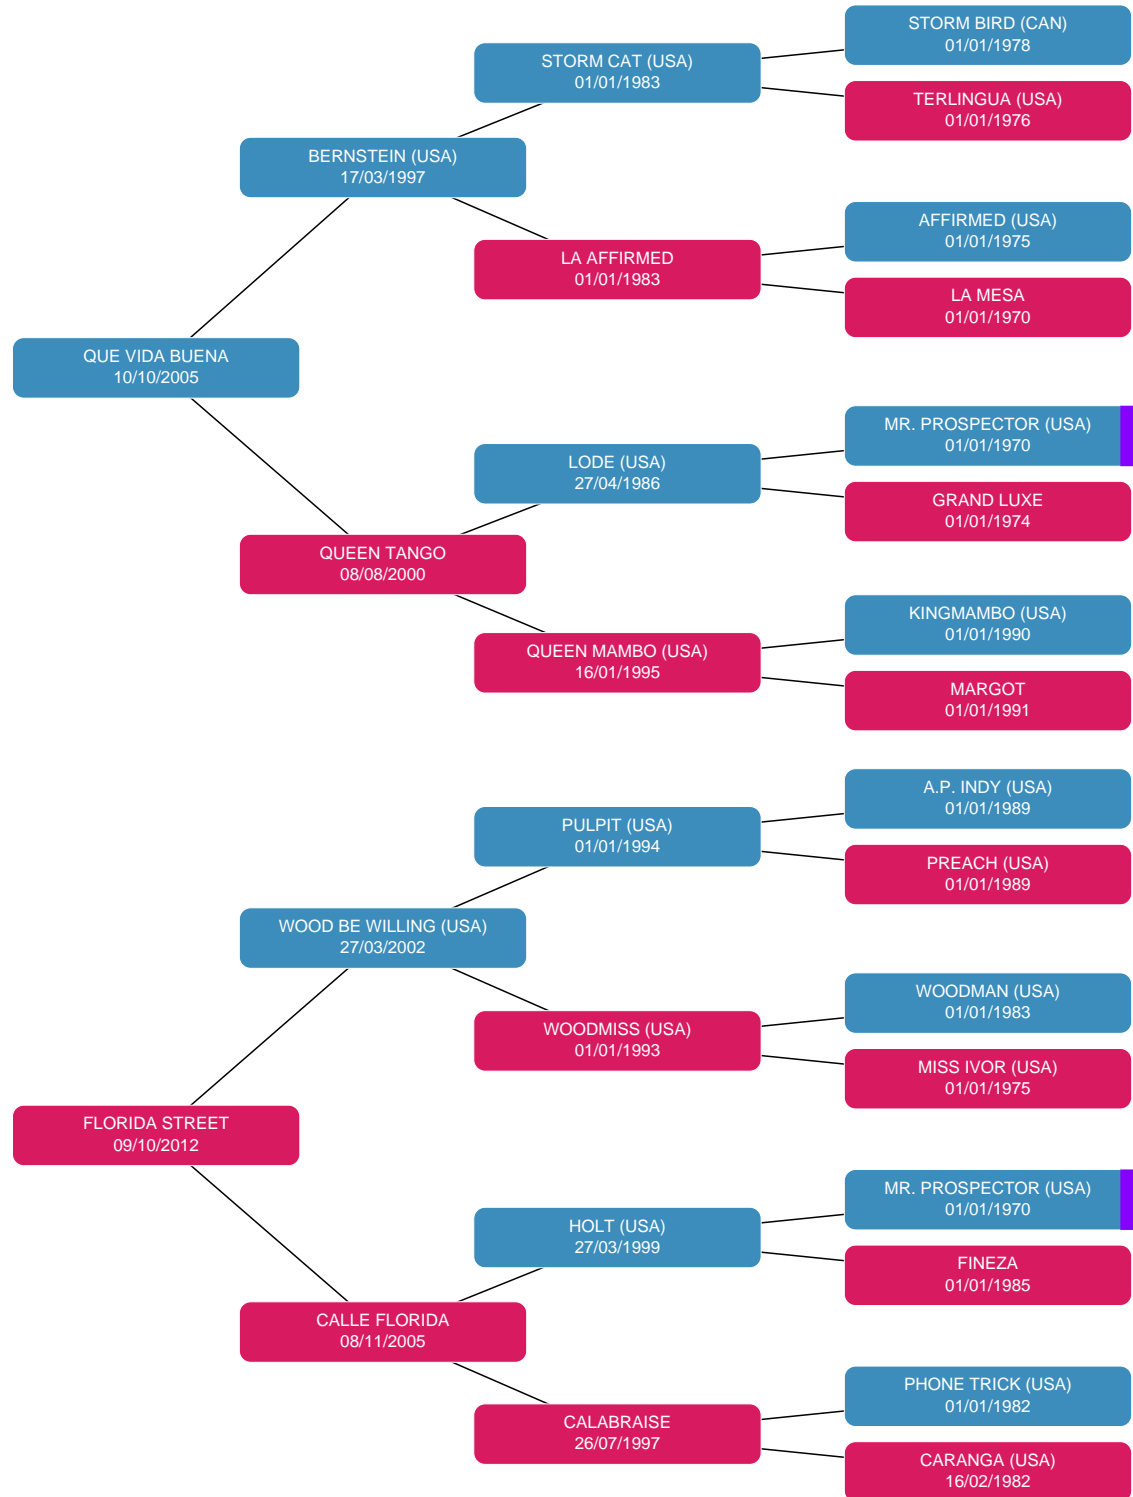 STORM BIRD (CAN)
01/01/1978
STORM CAT (USA)
01/01/1983
TERLINGUA (USA)
01/01/1976
BERNSTEIN (USA)
17/03/1997
AFFIRMED (USA)
01/01/1975
LA AFFIRMED
01/01/1983
LA MESA
01/01/1970
QUE VIDA BUENA
10/10/2005
MR. PROSPECTOR (USA)
01/01/1970
LODE (USA)
27/04/1986
GRAND LUXE
01/01/1974
QUEEN TANGO
08/08/2000
KINGMAMBO (USA)
01/01/1990
QUEEN MAMBO (USA)
16/01/1995
MARGOT
01/01/1991
A.P. INDY (USA)
01/01/1989
PULPIT (USA)
01/01/1994
PREACH (USA)
01/01/1989
WOOD BE WILLING (USA)
27/03/2002
WOODMAN (USA)
01/01/1983
WOODMISS (USA)
01/01/1993
MISS IVOR (USA)
01/01/1975
FLORIDA STREET
09/10/2012
MR. PROSPECTOR (USA)
01/01/1970
HOLT (USA)
27/03/1999
FINEZA
01/01/1985
CALLE FLORIDA
08/11/2005
PHONE TRICK (USA)
01/01/1982
CALABRAISE
26/07/1997
CARANGA (USA)
16/02/1982